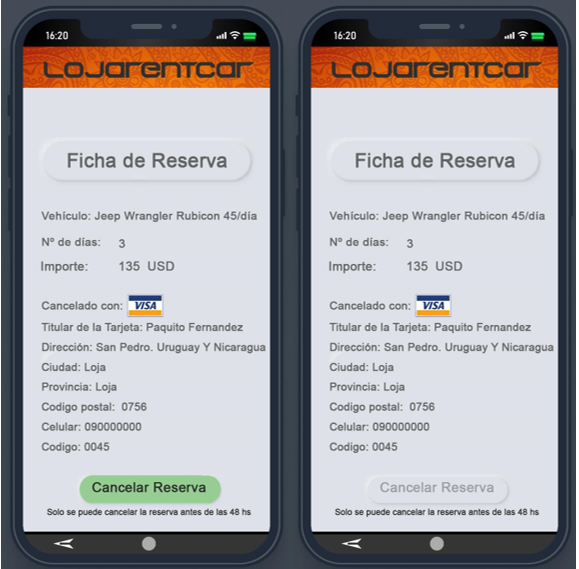 16:20
LOJarentcar
Ficha de Reserva
Vehículo: Jeep Wrangler Rubicon 45/día
Nº de días: 3
Importe: 135 USD
Cancelado con: VISA
Titular de la Tarjeta: Paquito Fernandez
Dirección: San Pedro. Uruguay Y Nicaragua
Ciudad: Loja
Provincia: Loja
Codigo postal: 0756
Celular: 090000000
Codigo: 0045
Cancelar Reserva
Solo se puede cancelar la reserva antes de las 48 hs
16:20
LOJarentcar
Ficha de Reserva
Vehículo: Jeep Wrangler Rubicon 45/día
Nº de días: 3
Importe: 135 USD
Cancelado con: VISA
Titular de la Tarjeta: Paquito Fernandez
Dirección: San Pedro. Uruguay Y Nicaragua
Ciudad: Loja
Provincia: Loja
Codigo postal: 0756
Celular: 090000000
Codigo: 0045
Cancelar Reserva
Solo se puede cancelar la reserva antes de las 48 hs